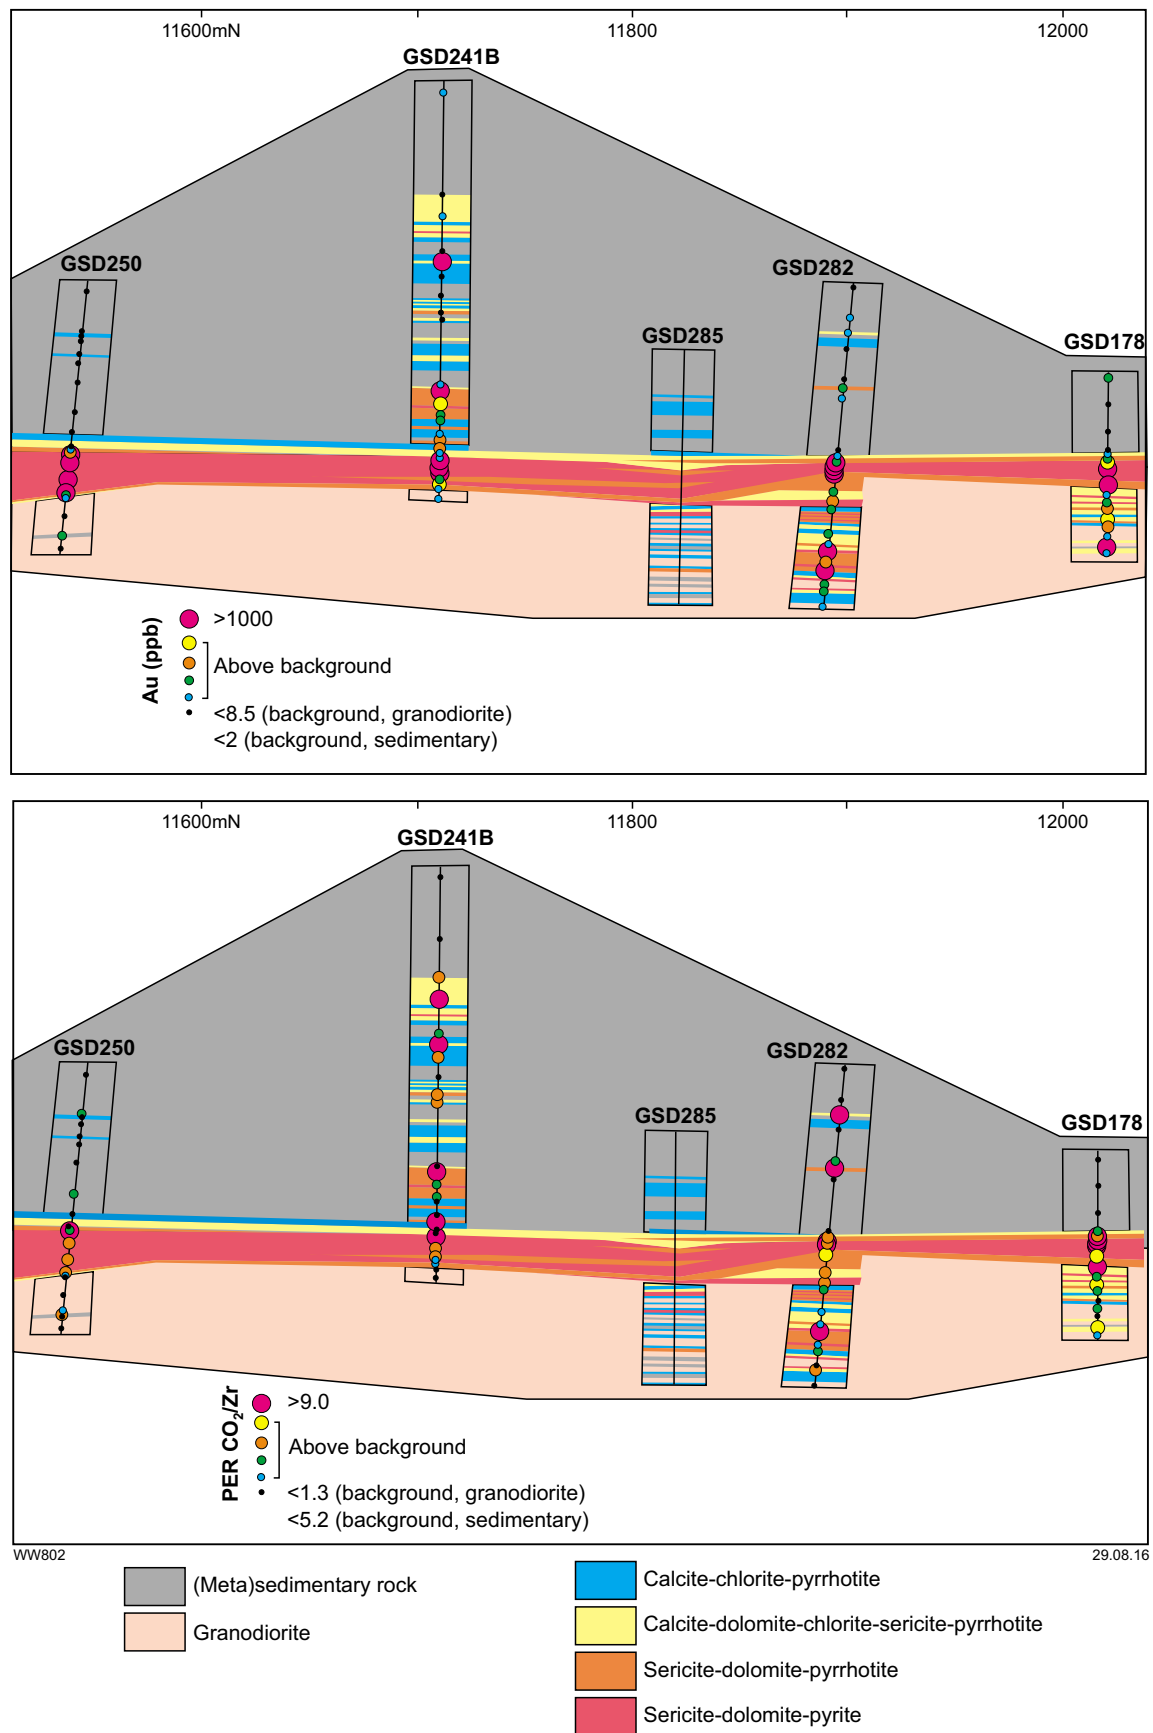 11600mN 11800 12000
GSD241B
GSD250
GSD282
GSD285
GSD178
Au (ppb)
>1000
Above background
<8.5 (background, granodiorite)
<2 (background, sedimentary)
11600mN 11800 12000
GSD241B
GSD250
GSD282
GSD285
GSD178
PER CO₂/Zr
>9.0
Above background
<1.3 (background, granodiorite)
<5.2 (background, sedimentary)
WW802 29.08.16
(Meta)sedimentary rock
Granodiorite
Calcite-chlorite-pyrrhotite
Calcite-dolomite-chlorite-sericite-pyrrhotite
Sericite-dolomite-pyrrhotite
Sericite-dolomite-pyrite